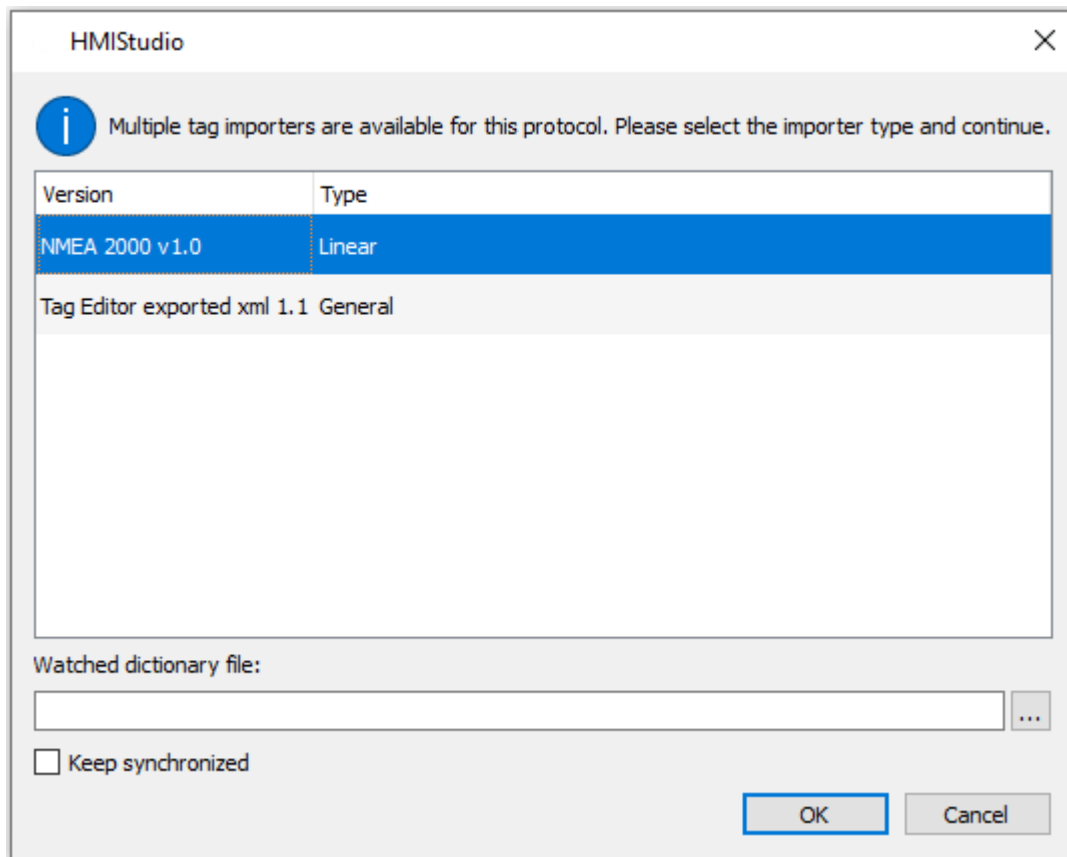 HMIStudio
Multiple tag importers are available for this protocol. Please select the importer type and continue.
Version Type
NMEA 2000 v1.0 Linear
Tag Editor exported xml 1.1 General
Watched dictionary file:
...
Keep synchronized
OK Cancel